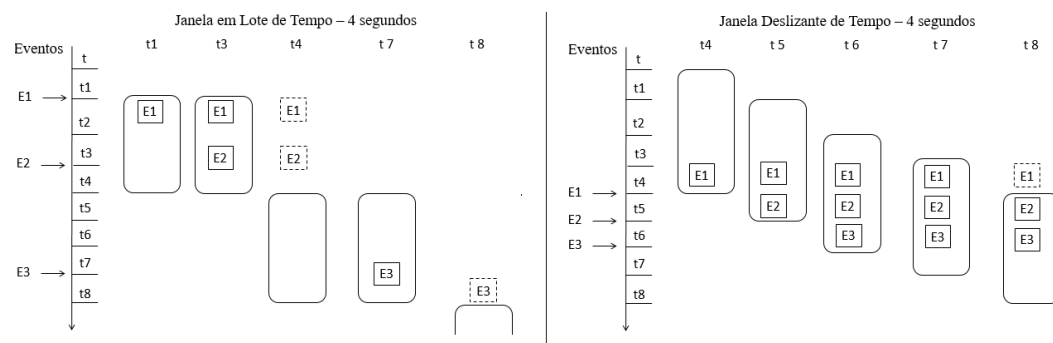 Janela em Lote de Tempo – 4 segundos
Eventos t1 t3 t4 t 7 t 8
t
t1
E1 E1 E1 E1
t2
t3
E2 E2 E2
t4
t5
t6
t7
E3 E3
t8 E3
Janela Deslizante de Tempo – 4 segundos
Eventos t4 t 5 t 6 t 7 t 8
t
t1
t2
t3
E1 E1 E1 E1 E1
t4
E1
E2 E2 E2 E2
t5
E2
E3 E3 E3
t6
E3
t7
t8